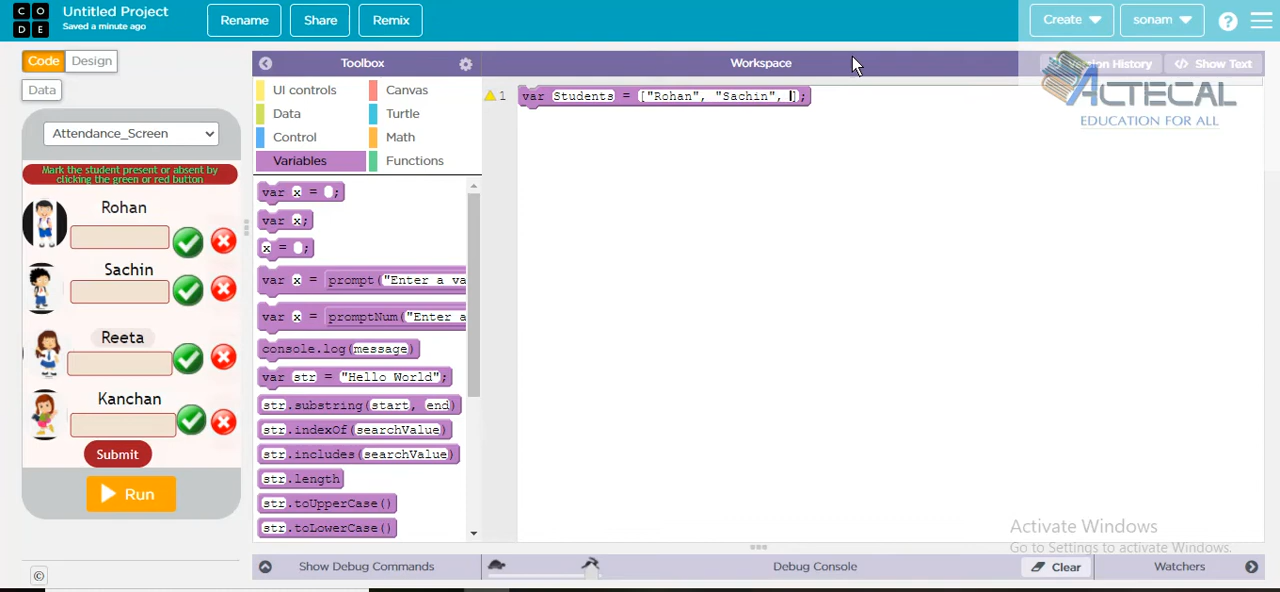 CODE
Untitled Project
Saved a minute ago
Rename
Share
Remix
Create
sonam
?
Code
Design
Data
Toolbox
Workspace
Version History
</> Show Text
ACTECAL
EDUCATION FOR ALL
UI controls
Canvas
Data
Turtle
Control
Math
Variables
Functions
1 var Students = ["Rohan", "Sachin", ];
Attendance_Screen
Mark the student present or absent by
clicking the green or red button
Rohan
Sachin
Reeta
Kanchan
Submit
Run
var x = ;
var x;
x = ;
var x = prompt("Enter a va
var x = promptNum("Enter a
console.log(message)
var str = "Hello World";
str.substring(start, end)
str.indexOf(searchValue)
str.includes(searchValue)
str.length
str.toUpperCase()
str.toLowerCase()
Activate Windows
Go to Settings to activate Windows.
©
Show Debug Commands
Debug Console
Clear
Watchers